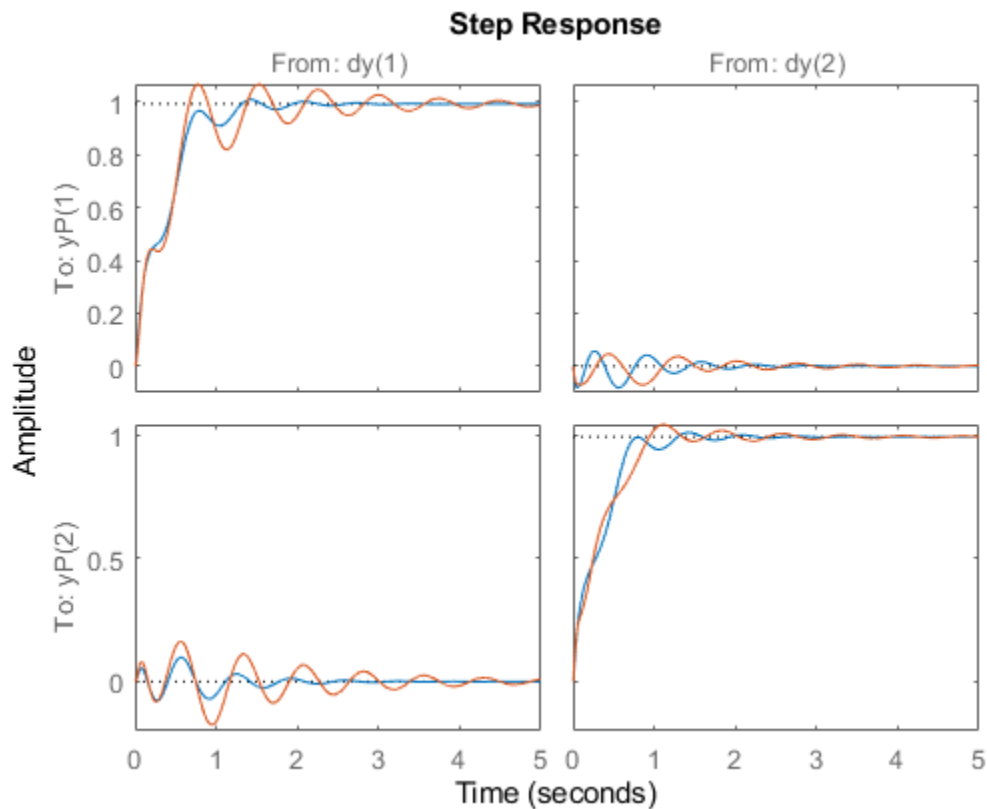 Step Response
From: dy(1)
From: dy(2)
Amplitude
To: yP(1)
1
0.8
0.6
0.4
0.2
0
To: yP(2)
1
0.5
0
0 1 2 3 4 5
0 1 2 3 4 5
Time (seconds)